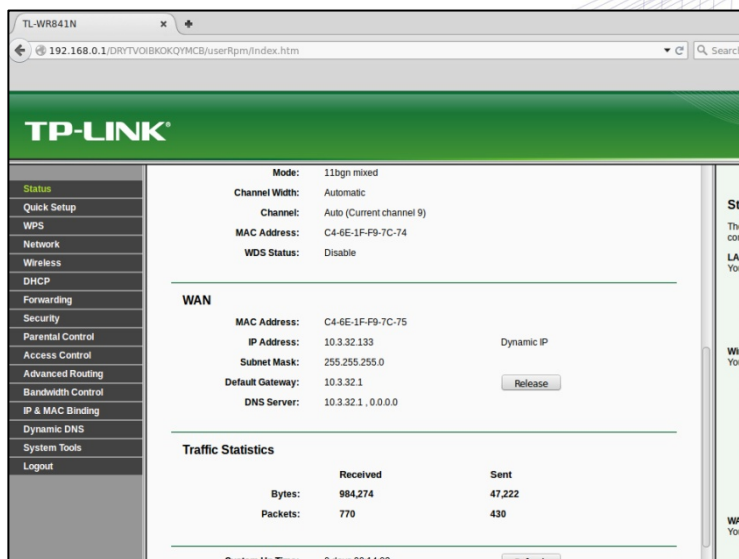 TL-WR841N
192.168.0.1/DRYTVOIBKOKQYMCB/userRpm/Index.htm
Search
TP-LINK®
Status
Quick Setup
WPS
Network
Wireless
DHCP
Forwarding
Security
Parental Control
Access Control
Advanced Routing
Bandwidth Control
IP & MAC Binding
Dynamic DNS
System Tools
Logout
Mode: 11bgn mixed
Channel Width: Automatic
Channel: Auto (Current channel 9)
MAC Address: C4-6E-1F-F9-7C-74
WDS Status: Disable
WAN
MAC Address: C4-6E-1F-F9-7C-75
IP Address: 10.3.32.133 Dynamic IP
Subnet Mask: 255.255.255.0
Default Gateway: 10.3.32.1 Release
DNS Server: 10.3.32.1 , 0.0.0.0
Traffic Statistics
Received Sent
Bytes: 984,274 47,222
Packets: 770 430